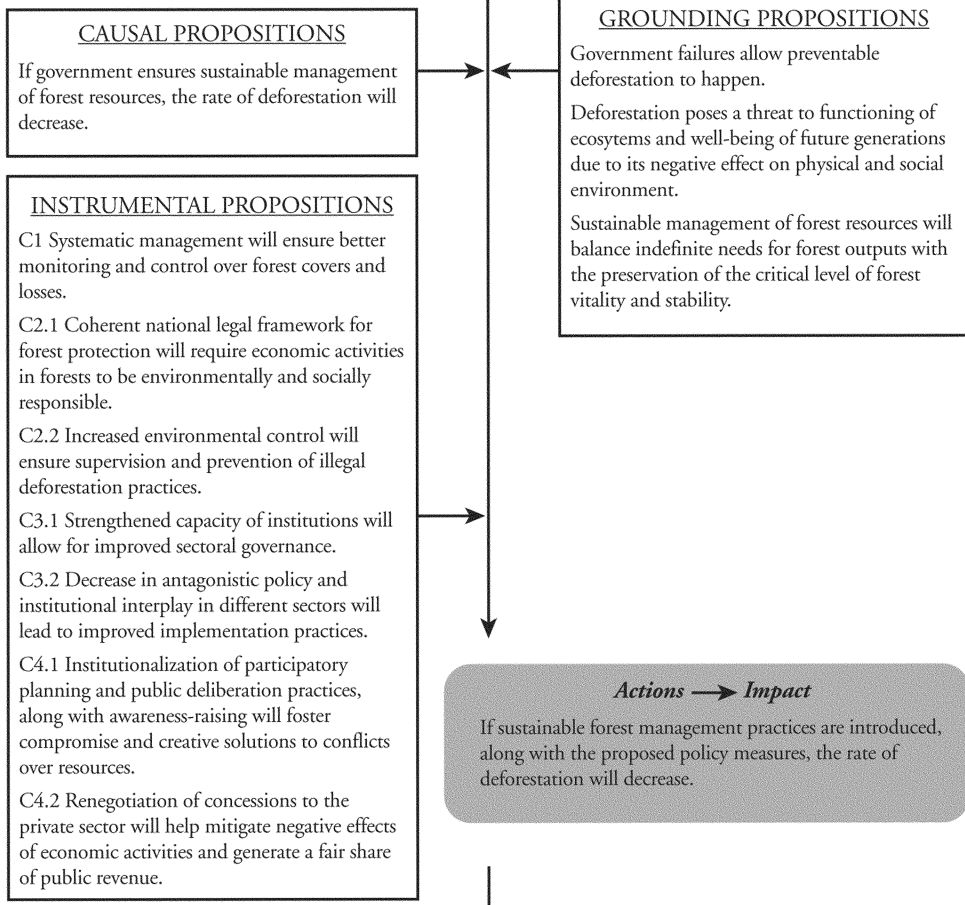 CAUSAL PROPOSITIONS
If government ensures sustainable management
of forest resources, the rate of deforestation will
decrease.
INSTRUMENTAL PROPOSITIONS
C1 Systematic management will ensure better
monitoring and control over forest covers and
losses.
C2.1 Coherent national legal framework for
forest protection will require economic activities
in forests to be environmentally and socially
responsible.
C2.2 Increased environmental control will
ensure supervision and prevention of illegal
deforestation practices.
C3.1 Strengthened capacity of institutions will
allow for improved sectoral governance.
C3.2 Decrease in antagonistic policy and
institutional interplay in different sectors will
lead to improved implementation practices.
C4.1 Institutionalization of participatory
planning and public deliberation practices,
along with awareness-raising will foster
compromise and creative solutions to conflicts
over resources.
C4.2 Renegotiation of concessions to the
private sector will help mitigate negative effects
of economic activities and generate a fair share
of public revenue.
GROUNDING PROPOSITIONS
Government failures allow preventable
deforestation to happen.
Deforestation poses a threat to functioning of
ecosytems and well-being of future generations
due to its negative effect on physical and social
environment.
Sustainable management of forest resources will
balance indefinite needs for forest outputs with
the preservation of the critical level of forest
vitality and stability.
Actions Impact
If sustainable forest management practices are introduced,
along with the proposed policy measures, the rate of
deforestation will decrease.